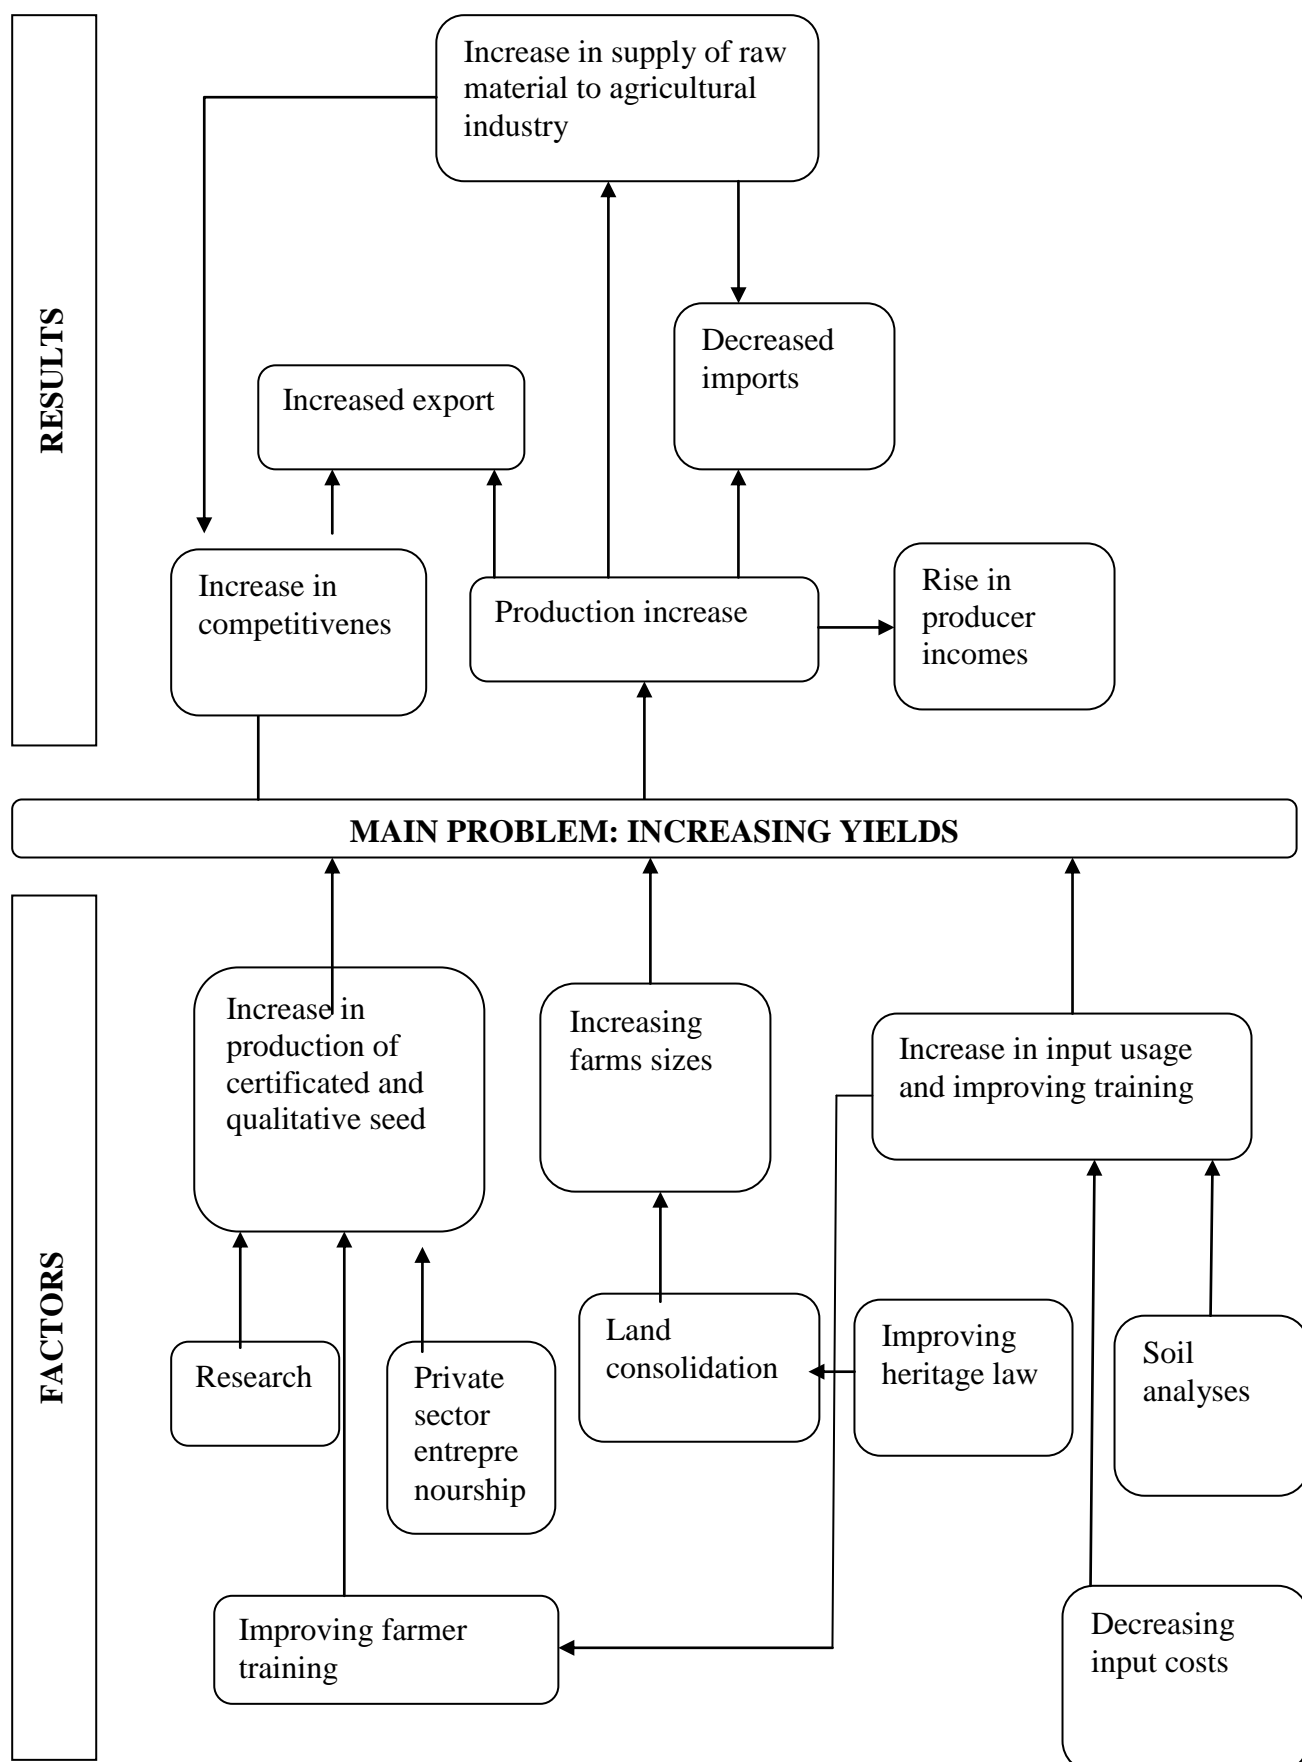 RESULTS
Increase in supply of raw
material to agricultural
industry
Decreased
imports
Increased export
Increase in
competitivenes
Production increase
Rise in
producer
incomes
MAIN PROBLEM: INCREASING YIELDS
FACTORS
Increase in
production of
certificated and
qualitative seed
Increasing
farms sizes
Increase in input usage
and improving training
Research
Private
sector
entrepre
nourship
Land
consolidation
Improving
heritage law
Soil
analyses
Improving farmer
training
Decreasing
input costs